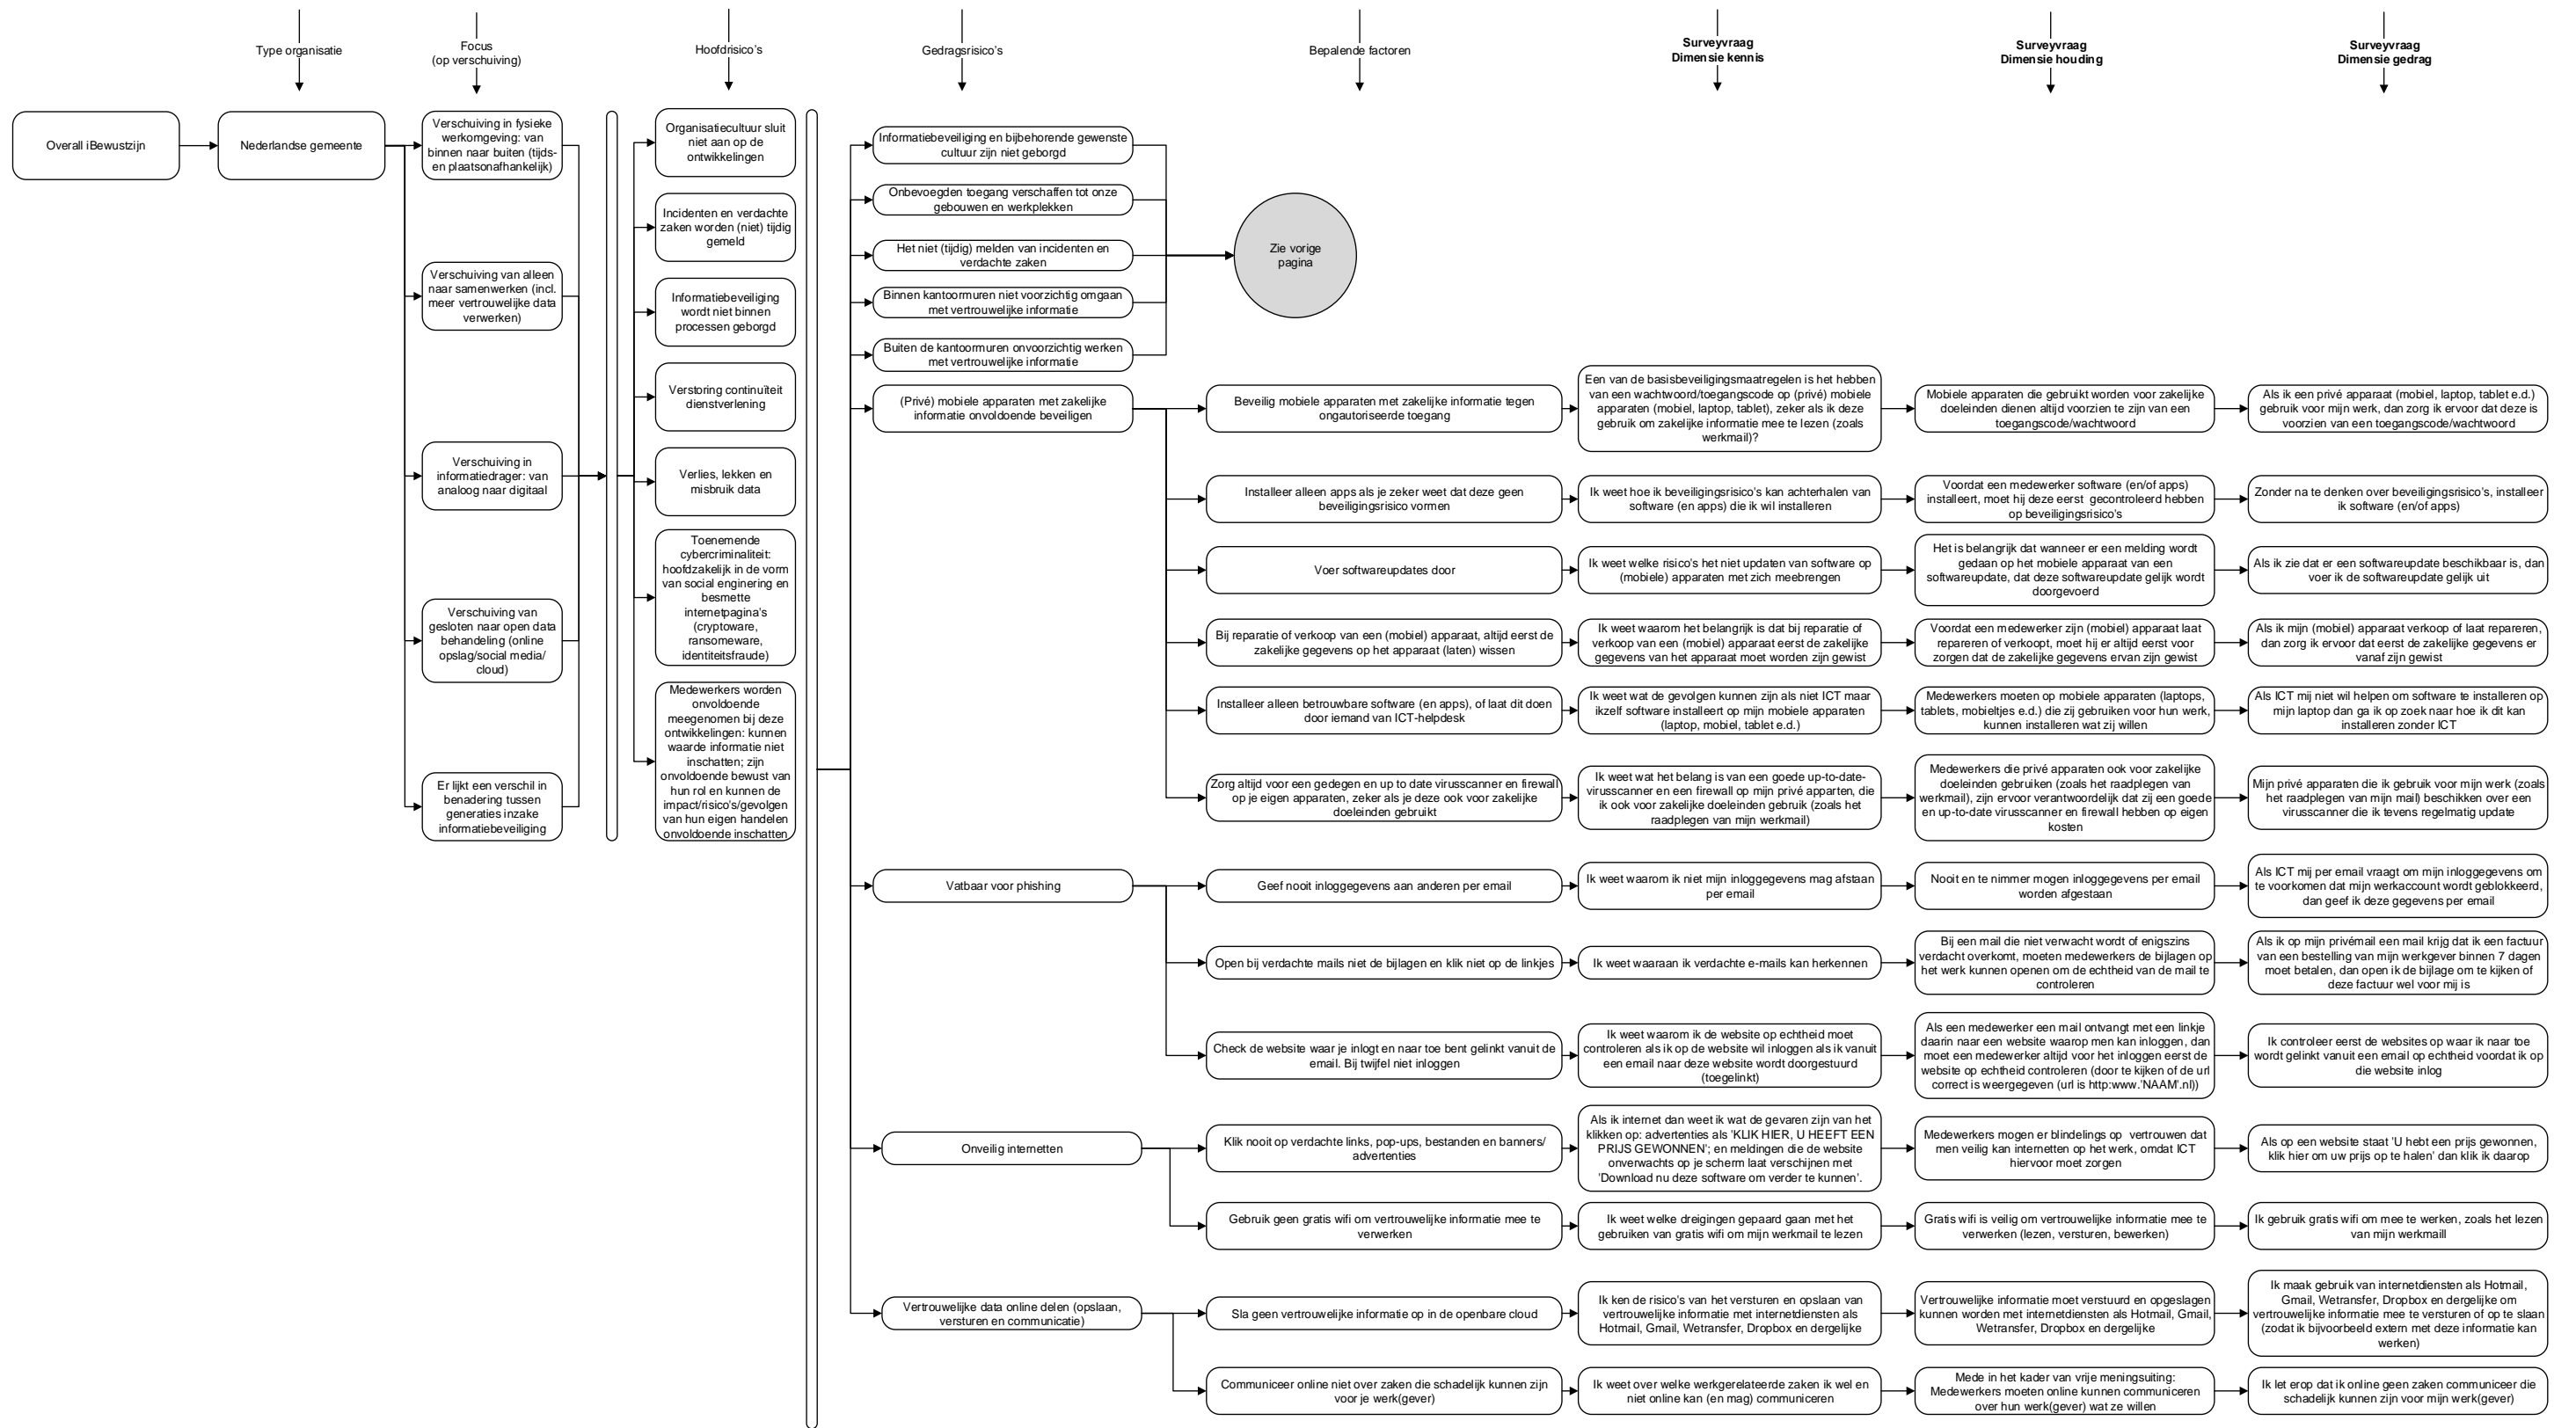 Type organisatie
Focus
(op verschuiving)
Hoofdrisico's
Gedragsrisico's
Bepalende factoren
Surveyvraag
Dimensie kennis
Surveyvraag
Dimensie houding
Surveyvraag
Dimensie gedrag
Overall iBewustzijn
Nederlandse gemeente
Verschuiving in fysieke
werkomgeving: van
binnen naar buiten (tijds-
en plaatsonafhankelijk)
Verschuiving van alleen
naar samenwerken (incl.
meer vertrouwelijke data
verwerken)
Verschuiving in
informatiedrager: van
analoog naar digitaal
Verschuiving van
gesloten naar open data
behandeling (online
opslag/social media/
cloud)
Er lijkt een verschil in
benadering tussen
generaties inzake
informatiebeveiliging
Organisatiecultuur sluit
niet aan op de
ontwikkelingen
Incidenten en verdachte
zaken worden (niet) tijdig
gemeld
Informatiebeveiliging
wordt niet binnen
processen geborgd
Verstoring continuïteit
dienstverlening
Verlies, lekken en
misbruik data
Toenemende
cybercriminaliteit:
hoofdzakelijk in de vorm
van social enginering en
besmette
internetpagina's
(cryptoware,
ransomeware,
identiteitsfraude)
Medewerkers worden
onvoldoende
meegenomen bij deze
ontwikkelingen: kunnen
waarde informatie niet
inschatten; zijn
onvoldoende bewust van
hun rol en kunnen de
impact/risico's/gevolgen
van hun eigen handelen
onvoldoende inschatten
Informatiebeveiliging en bijbehorende gewenste
cultuur zijn niet geborgd
Onbevoegden toegang verschaffen tot onze
gebouwen en werkplekken
Het niet (tijdig) melden van incidenten en
verdachte zaken
Binnen kantoormuren niet voorzichtig omgaan
met vertrouwelijke informatie
Buiten de kantoormuren onvoorzichtig werken
met vertrouwelijke informatie
Zie vorige
pagina
(Privé) mobiele apparaten met zakelijke
informatie onvoldoende beveiligen
Beveilig mobiele apparaten met zakelijke informatie tegen
ongautoriseerde toegang
Een van de basisbeveiligingsmaatregelen is het hebben
van een wachtwoord/toegangscode op (privé) mobiele
apparaten (mobiel, laptop, tablet), zeker als ik deze
gebruik om zakelijke informatie mee te lezen (zoals
werkmail)?
Mobiele apparaten die gebruikt worden voor zakelijke
doeleinden dienen altijd voorzien te zijn van een
toegangscode/wachtwoord
Als ik een privé apparaat (mobiel, laptop, tablet e.d.)
gebruik voor mijn werk, dan zorg ik ervoor dat deze is
voorzien van een toegangscode/wachtwoord
Installeer alleen apps als je zeker weet dat deze geen
beveiligingsrisico vormen
Ik weet hoe ik beveiligingsrisico's kan achterhalen van
software (en apps) die ik wil installeren
Voordat een medewerker software (en/of apps)
installeert, moet hij deze eerst gecontroleerd hebben
op beveiligingsrisico's
Zonder na te denken over beveiligingsrisico's, installeer
ik software (en/of apps)
Voer softwareupdates door
Ik weet welke risico's het niet updaten van software op
(mobiele) apparaten met zich meebrengen
Het is belangrijk dat wanneer er een melding wordt
gedaan op het mobiele apparaat van een
softwareupdate, dat deze softwareupdate gelijk wordt
doorgevoerd
Als ik zie dat er een softwareupdate beschikbaar is, dan
voer ik de softwareupdate gelijk uit
Bij reparatie of verkoop van een (mobiel) apparaat, altijd eerst de
zakelijke gegevens op het apparaat (laten) wissen
Ik weet waarom het belangrijk is dat bij reparatie of
verkoop van een (mobiel) apparaat eerst de zakelijke
gegevens van het apparaat moet worden zijn gewist
Voordat een medewerker zijn (mobiel) apparaat laat
repareren of verkoopt, moet hij er altijd eerst voor
zorgen dat de zakelijke gegevens ervan zijn gewist
Als ik mijn (mobiel) apparaat verkoop of laat repareren,
dan zorg ik ervoor dat eerst de zakelijke gegevens er
vanaf zijn gewist
Installeer alleen betrouwbare software (en apps), of laat dit doen
door iemand van ICT-helpdesk
Ik weet wat de gevolgen kunnen zijn als niet ICT maar
ikzelf software installeert op mijn mobiele apparaten
(laptop, mobiel, tablet e.d.)
Medewerkers moeten op mobiele apparaten (laptops,
tablets, mobieltjes e.d.) die zij gebruiken voor hun werk,
kunnen installeren wat zij willen
Als ICT mij niet wil helpen om software te installeren op
mijn laptop dan ga ik op zoek naar hoe ik dit kan
installeren zonder ICT
Zorg altijd voor een gedegen en up to date virusscanner en firewall
op je eigen apparaten, zeker als je deze ook voor zakelijke
doeleinden gebruikt
Ik weet wat het belang is van een goede up-to-date-
virusscanner en een firewall op mijn privé apparten, die
ik ook voor zakelijke doeleinden gebruik (zoals het
raadplegen van mijn werkmail)
Medewerkers die privé apparaten ook voor zakelijke
doeleinden gebruiken (zoals het raadplegen van
werkmail), zijn ervoor verantwoordelijk dat zij een goede
en up-to-date virusscanner en firewall hebben op eigen
kosten
Mijn privé apparaten die ik gebruik voor mijn werk (zoals
het raadplegen van mijn mail) beschikken over een
virusscanner die ik tevens regelmatig update
Vatbaar voor phishing
Geef nooit inloggegevens aan anderen per email
Ik weet waarom ik niet mijn inloggegevens mag afstaan
per email
Nooit en te nimmer mogen inloggegevens per email
worden afgestaan
Als ICT mij per email vraagt om mijn inloggegevens om
te voorkomen dat mijn werkaccount wordt geblokkeerd,
dan geef ik deze gegevens per email
Open bij verdachte mails niet de bijlagen en klik niet op de linkjes
Ik weet waaraan ik verdachte e-mails kan herkennen
Bij een mail die niet verwacht wordt of enigszins
verdacht overkomt, moeten medewerkers de bijlagen op
het werk kunnen openen om de echtheid van de mail te
controleren
Als ik op mijn privémail een mail krijg dat ik een factuur
van een bestelling van mijn werkgever binnen 7 dagen
moet betalen, dan open ik de bijlage om te kijken of
deze factuur wel voor mij is
Check de website waar je inlogt en naar toe bent gelinkt vanuit de
email. Bij twijfel niet inloggen
Ik weet waarom ik de website op echtheid moet
controleren als ik op de website wil inloggen als ik vanuit
een email naar deze website wordt doorgestuurd
(toegelinkt)
Als een medewerker een mail ontvangt met een linkje
daarin naar een website waarop men kan inloggen, dan
moet een medewerker altijd voor het inloggen eerst de
website op echtheid controleren (door te kijken of de url
correct is weergegeven (url is http:www.'NAAM'.nl))
Ik controleer eerst de websites op waar ik naar toe
wordt gelinkt vanuit een email op echtheid voordat ik op
die website inlog
Onveilig internetten
Klik nooit op verdachte links, pop-ups, bestanden en banners/
advertenties
Als ik internet dan weet ik wat de gevaren zijn van het
klikken op: advertenties als 'KLIK HIER, U HEEFT EEN
PRIJS GEWONNEN'; en meldingen die de website
onverwachts op je scherm laat verschijnen met
'Download nu deze software om verder te kunnen'.
Medewerkers mogen er blindelings op vertrouwen dat
men veilig kan internetten op het werk, omdat ICT
hiervoor moet zorgen
Als op een website staat 'U hebt een prijs gewonnen,
klik hier om uw prijs op te halen' dan klik ik daarop
Gebruik geen gratis wifi om vertrouwelijke informatie mee te
verwerken
Ik weet welke dreigingen gepaard gaan met het
gebruiken van gratis wifi om mijn werkmail te lezen
Gratis wifi is veilig om vertrouwelijke informatie mee te
verwerken (lezen, versturen, bewerken)
Ik gebruik gratis wifi om mee te werken, zoals het lezen
van mijn werkmaill
Vertrouwelijke data online delen (opslaan,
versturen en communicatie)
Sla geen vertrouwelijke informatie op in de openbare cloud
Ik ken de risico's van het versturen en opslaan van
vertrouwelijke informatie met internetdiensten als
Hotmail, Gmail, Wetransfer, Dropbox en dergelijke
Vertrouwelijke informatie moet verstuurd en opgeslagen
kunnen worden met internetdiensten als Hotmail, Gmail,
Wetransfer, Dropbox en dergelijke
Ik maak gebruik van internetdiensten als Hotmail,
Gmail, Wetransfer, Dropbox en dergelijke om
vertrouwelijke informatie mee te versturen of op te slaan
(zodat ik bijvoorbeeld extern met deze informatie kan
werken)
Communiceer online niet over zaken die schadelijk kunnen zijn
voor je werk(gever)
Ik weet over welke werkgerelateerde zaken ik wel en
niet online kan (en mag) communiceren
Mede in het kader van vrije meningsuiting:
Medewerkers moeten online kunnen communiceren
over hun werk(gever) wat ze willen
Ik let erop dat ik online geen zaken communiceer die
schadelijk kunnen zijn voor mijn werk(gever)